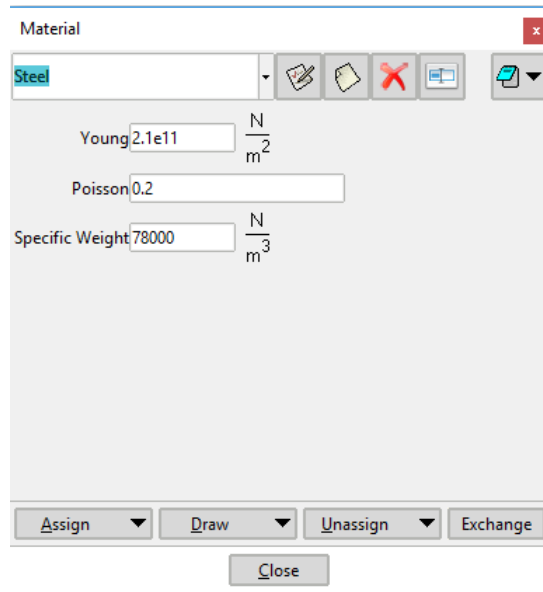 Material
x
Steel
Young 2.1e11 N/m²
Poisson 0.2
Specific Weight 78000 N/m³
Assign Draw Unassign Exchange
Close